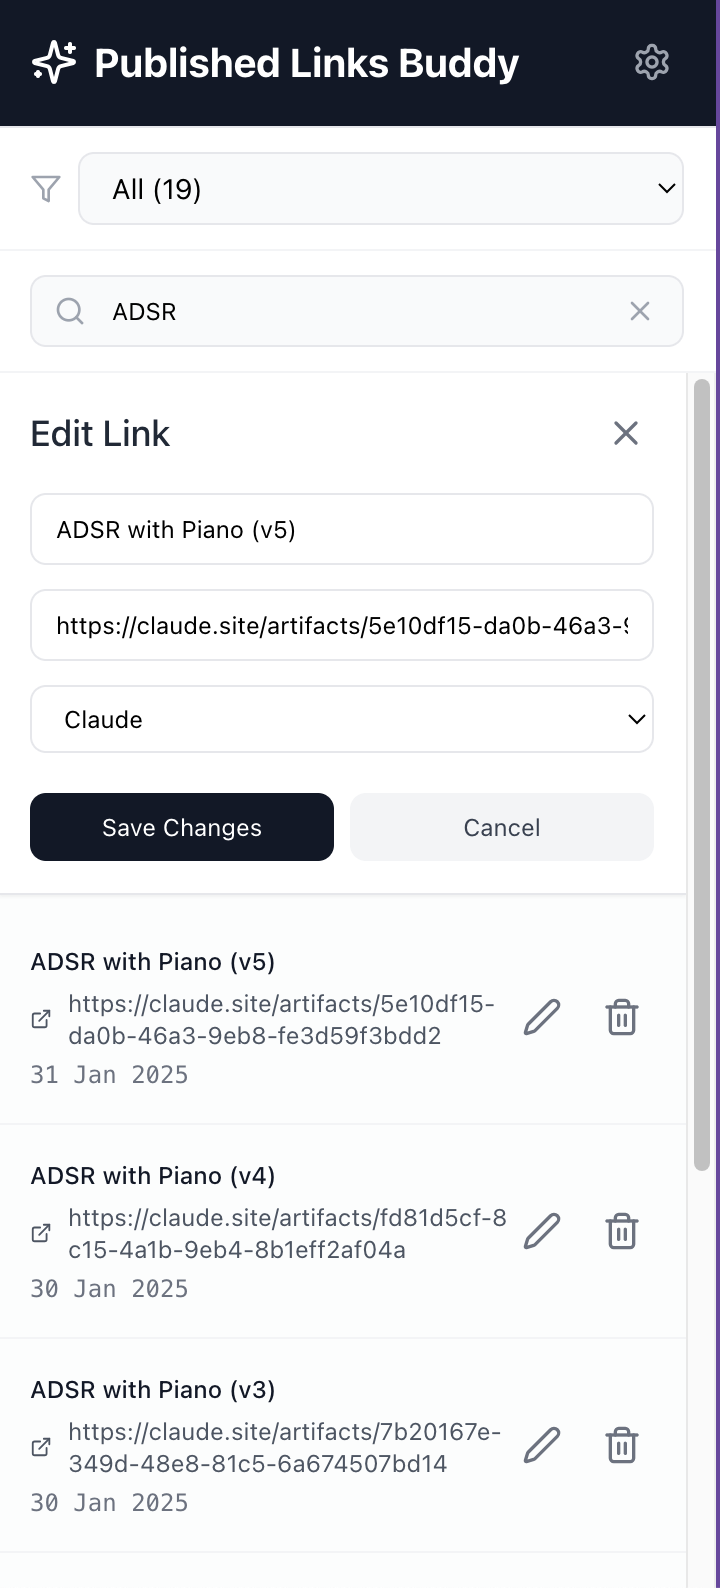 Published Links Buddy
All (19)
ADSR
Edit Link
ADSR with Piano (v5)
https://claude.site/artifacts/5e10df15-da0b-46a3-9
Claude
Save Changes
Cancel
ADSR with Piano (v5)
https://claude.site/artifacts/5e10df15-
da0b-46a3-9eb8-fe3d59f3bdd2
31 Jan 2025
ADSR with Piano (v4)
https://claude.site/artifacts/fd81d5cf-8
c15-4a1b-9eb4-8b1eff2af04a
30 Jan 2025
ADSR with Piano (v3)
https://claude.site/artifacts/7b20167e-
349d-48e8-81c5-6a674507bd14
30 Jan 2025